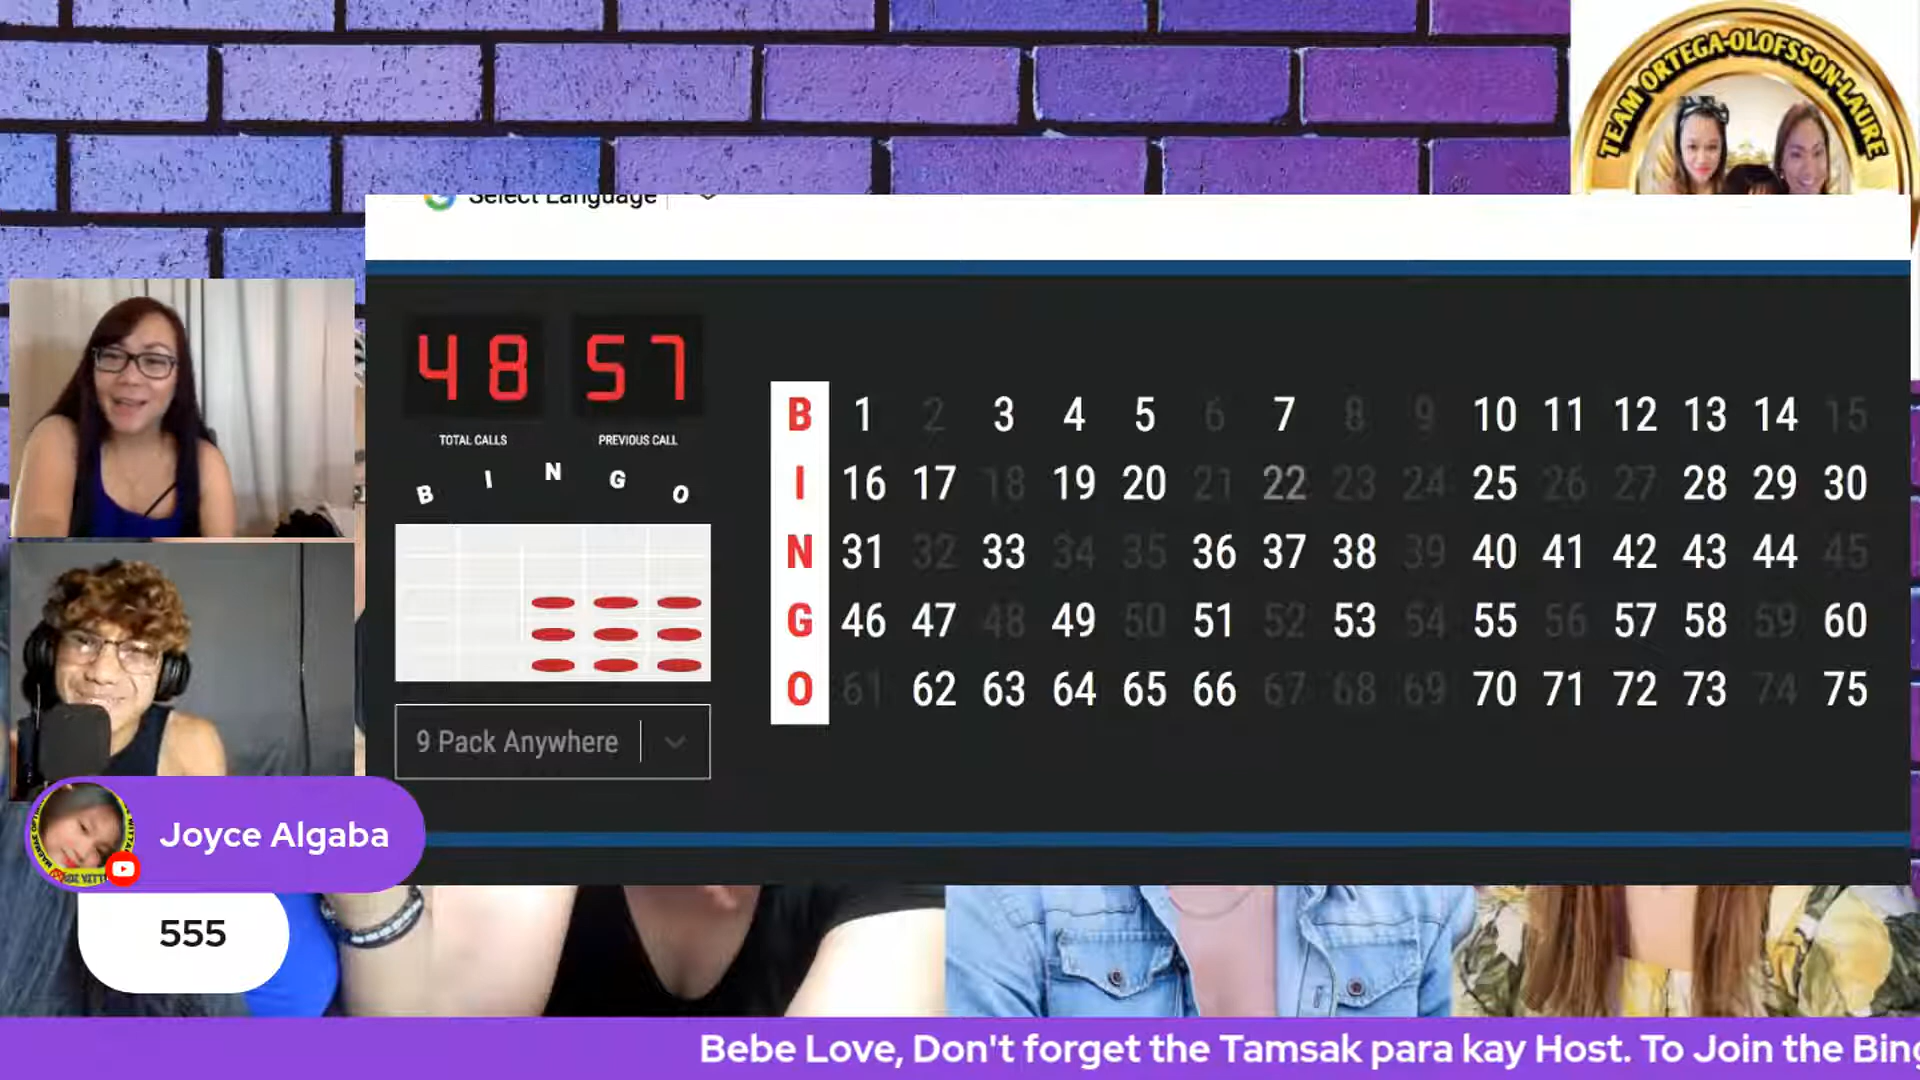 TEAM ORTEGA-OLOFSSON-LAURE
Select Language
48 57
TOTAL CALLS PREVIOUS CALL
B I N G O
B 1 2 3 4 5 6 7 8 9 10 11 12 13 14 15
I 16 17 18 19 20 21 22 23 24 25 26 27 28 29 30
N 31 32 33 34 35 36 37 38 39 40 41 42 43 44 45
G 46 47 48 49 50 51 52 53 54 55 56 57 58 59 60
O 61 62 63 64 65 66 67 68 69 70 71 72 73 74 75
9 Pack Anywhere
Joyce Algaba
555
Bebe Love, Don't forget the Tamsak para kay Host. To Join the Bing